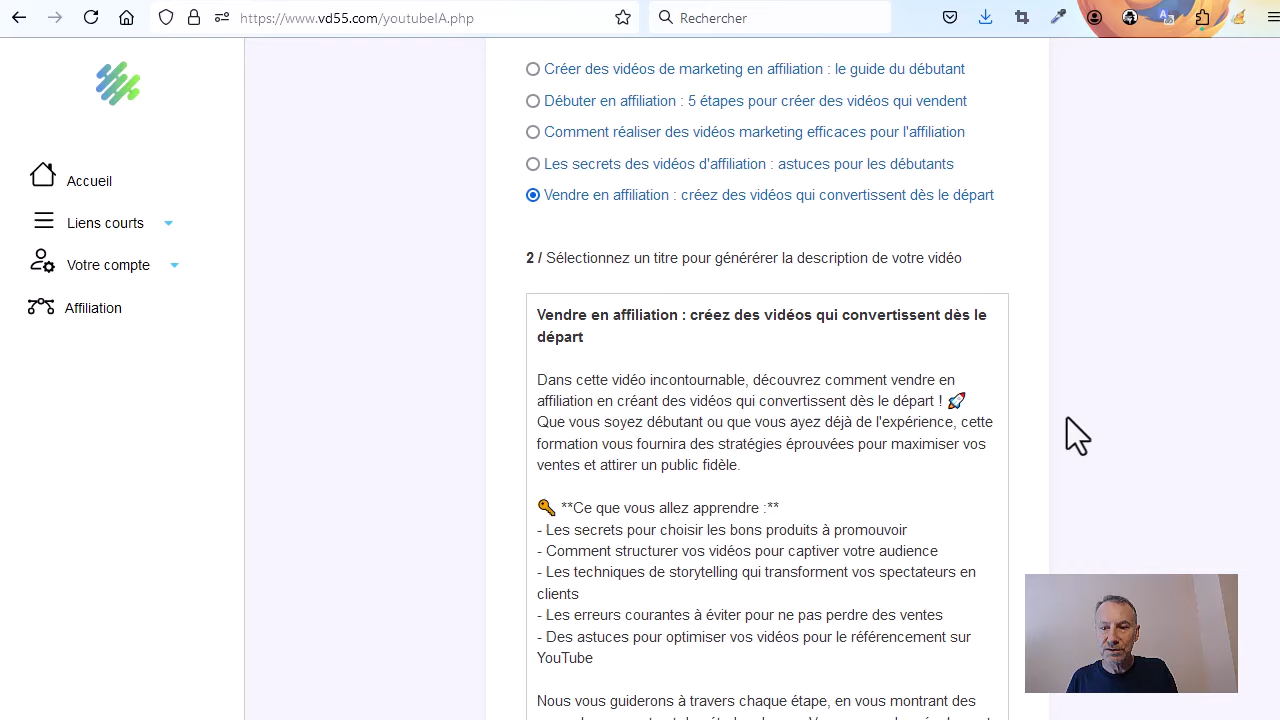 https://www.vd55.com/youtubeIA.php
Rechercher
Accueil
Liens courts
Votre compte
Affiliation
Créer des vidéos de marketing en affiliation : le guide du débutant
Débuter en affiliation : 5 étapes pour créer des vidéos qui vendent
Comment réaliser des vidéos marketing efficaces pour l'affiliation
Les secrets des vidéos d'affiliation : astuces pour les débutants
Vendre en affiliation : créez des vidéos qui convertissent dès le départ
2 / Sélectionnez un titre pour générérer la description de votre vidéo
Vendre en affiliation : créez des vidéos qui convertissent dès le
départ
Dans cette vidéo incontournable, découvrez comment vendre en
affiliation en créant des vidéos qui convertissent dès le départ ! 🚀
Que vous soyez débutant ou que vous ayez déjà de l'expérience, cette
formation vous fournira des stratégies éprouvées pour maximiser vos
ventes et attirer un public fidèle.
🔑 **Ce que vous allez apprendre :**
- Les secrets pour choisir les bons produits à promouvoir
- Comment structurer vos vidéos pour captiver votre audience
- Les techniques de storytelling qui transforment vos spectateurs en
clients
- Les erreurs courantes à éviter pour ne pas perdre des ventes
- Des astuces pour optimiser vos vidéos pour le référencement sur
YouTube
Nous vous guiderons à travers chaque étape, en vous montrant des